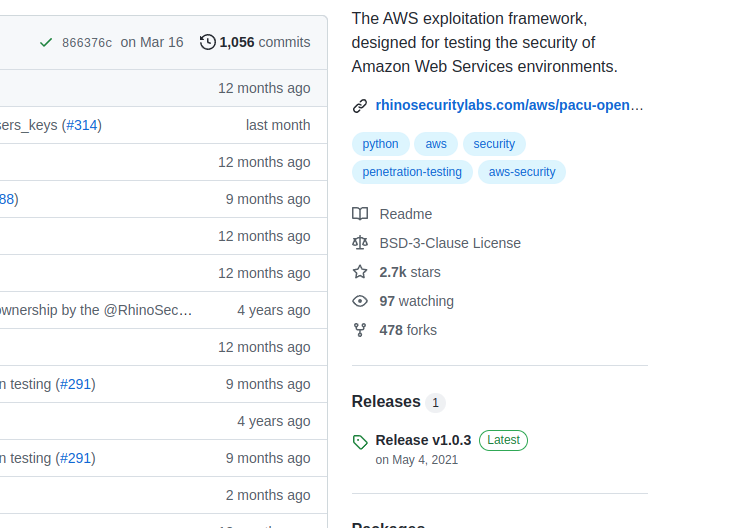 866376c on Mar 16 1,056 commits
12 months ago
sers_keys (#314) last month
12 months ago
88) 9 months ago
12 months ago
12 months ago
ownership by the @RhinoSec... 4 years ago
12 months ago
n testing (#291) 9 months ago
4 years ago
n testing (#291) 9 months ago
2 months ago
The AWS exploitation framework,
designed for testing the security of
Amazon Web Services environments.
rhinosecuritylabs.com/aws/pacu-open...
python aws security
penetration-testing aws-security
Readme
BSD-3-Clause License
2.7k stars
97 watching
478 forks
Releases 1
Release v1.0.3 Latest
on May 4, 2021